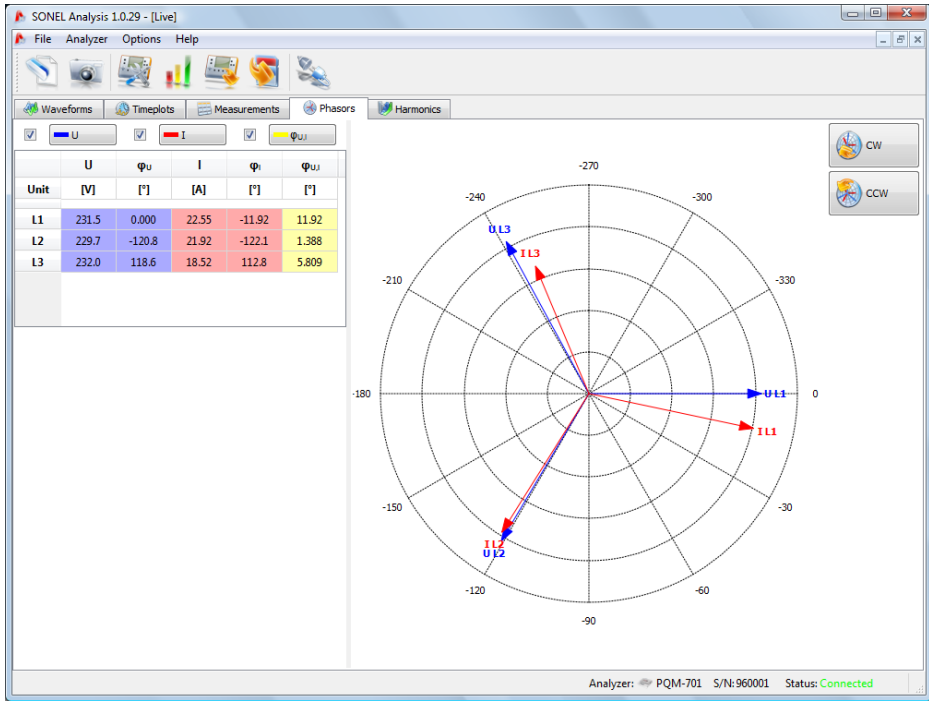 SONEL Analysis 1.0.29 - [Live]
File Analyzer Options Help
Waveforms Timeplots Measurements Phasors Harmonics
U I φU,I
CW
CCW
U φU I φI φU,I
Unit [V] [°] [A] [°] [°]
L1 231.5 0.000 22.55 -11.92 11.92
L2 229.7 -120.8 21.92 -122.1 1.388
L3 232.0 118.6 18.52 112.8 5.809
-270
-240 -300
U L3
I L3
-210 -330
-180 U L1 0
I L1
-150 -30
I L2
U L2
-120 -60
-90
Analyzer: PQM-701 S/N: 960001 Status: Connected